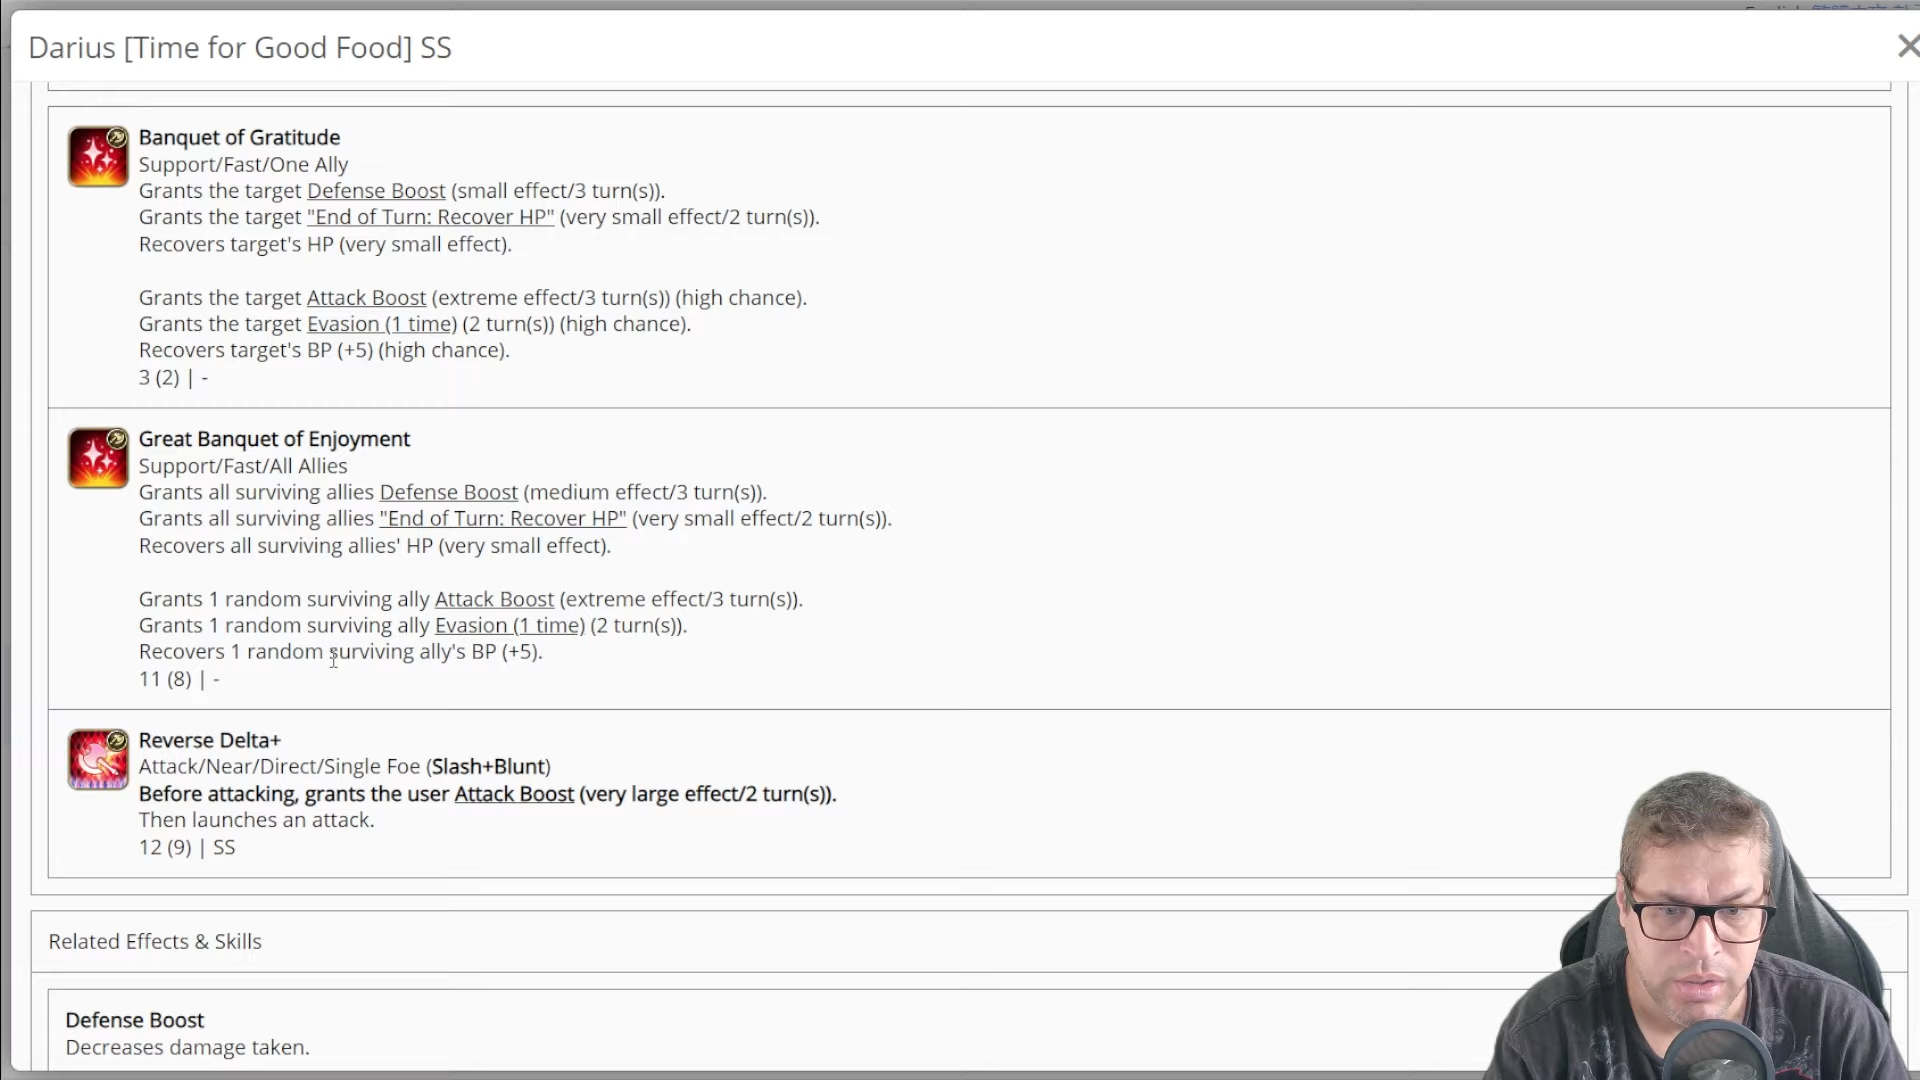 Darius [Time for Good Food] SS
Banquet of Gratitude
Support/Fast/One Ally
Grants the target Defense Boost (small effect/3 turn(s)).
Grants the target "End of Turn: Recover HP" (very small effect/2 turn(s)).
Recovers target's HP (very small effect).
Grants the target Attack Boost (extreme effect/3 turn(s)) (high chance).
Grants the target Evasion (1 time) (2 turn(s)) (high chance).
Recovers target's BP (+5) (high chance).
3 (2) | -
Great Banquet of Enjoyment
Support/Fast/All Allies
Grants all surviving allies Defense Boost (medium effect/3 turn(s)).
Grants all surviving allies "End of Turn: Recover HP" (very small effect/2 turn(s)).
Recovers all surviving allies' HP (very small effect).
Grants 1 random surviving ally Attack Boost (extreme effect/3 turn(s)).
Grants 1 random surviving ally Evasion (1 time) (2 turn(s)).
Recovers 1 random surviving ally's BP (+5).
11 (8) | -
Reverse Delta+
Attack/Near/Direct/Single Foe (Slash+Blunt)
Before attacking, grants the user Attack Boost (very large effect/2 turn(s)).
Then launches an attack.
12 (9) | SS
Related Effects & Skills
Defense Boost
Decreases damage taken.